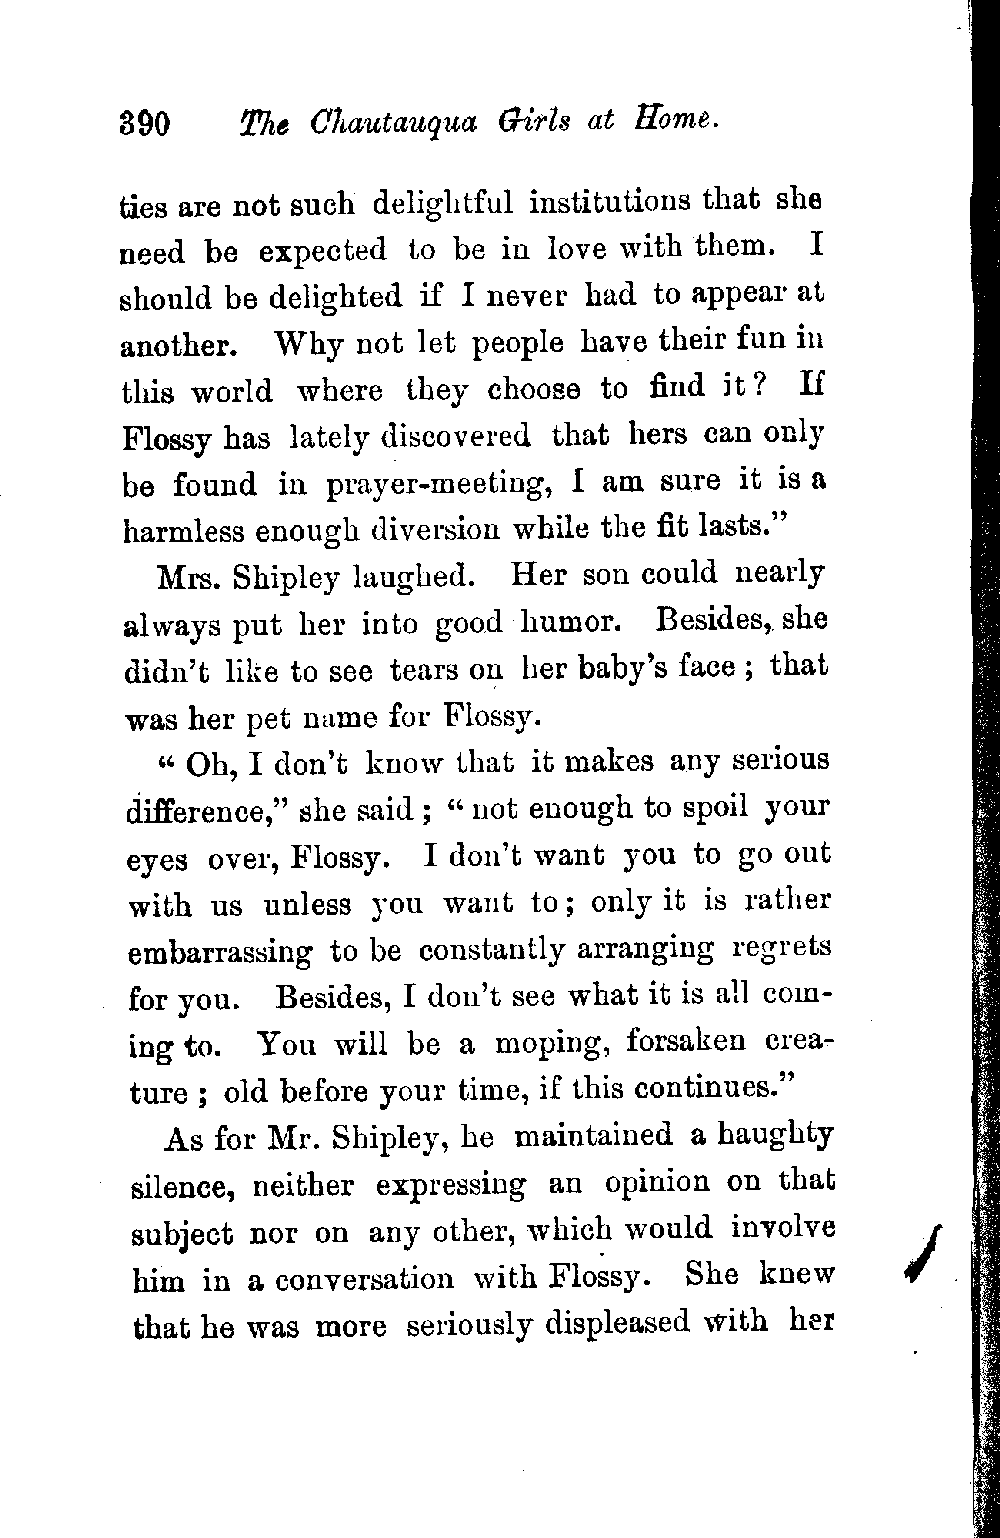 390 The Chautauqua Girls at Home.
ties are not such delightful institutions that she
need be expected to be in love with them. I
should be delighted if I never had to appear at
another. Why not let people have their fun in
this world where they choose to find it? If
Flossy has lately discovered that hers can only
be found in prayer-meeting, I am sure it is a
harmless enough diversion while the fit lasts.”
Mrs. Shipley laughed. Her son could nearly
always put her into good humor. Besides, she
didn’t like to see tears on her baby’s face ; that
was her pet name for Flossy.
“ Oh, I don’t know that it makes any serious
difference,” she said ; “ not enough to spoil your
eyes over, Flossy. I don’t want you to go out
with us unless you want to ; only it is rather
embarrassing to be constantly arranging regrets
for you. Besides, I don’t see what it is all com-
ing to. You will be a moping, forsaken crea-
ture ; old before your time, if this continues.”
As for Mr. Shipley, he maintained a haughty
silence, neither expressing an opinion on that
subject nor on any other, which would involve
him in a conversation with Flossy. She knew
that he was more seriously displeased with her